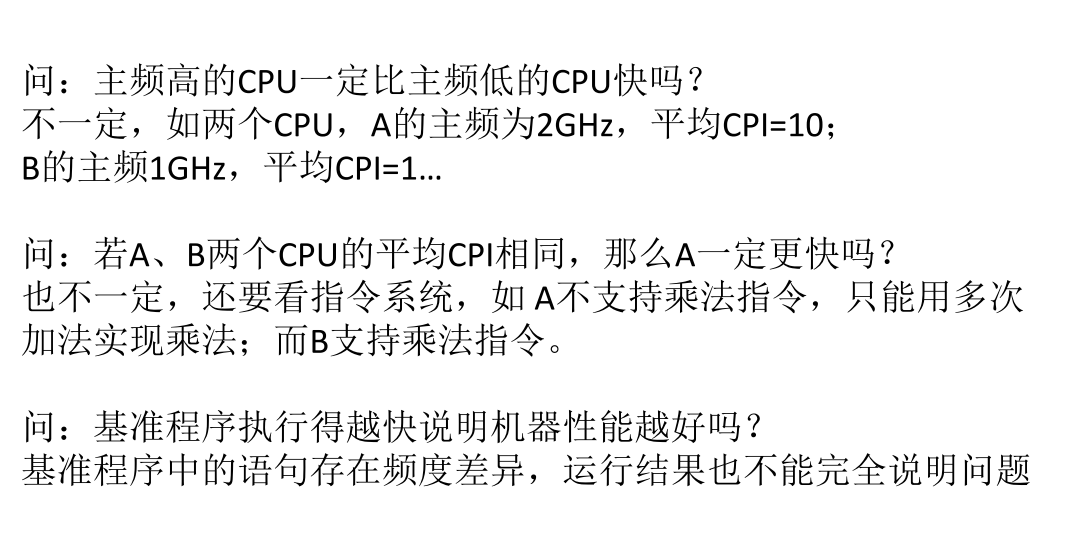 问：主频高的CPU一定比主频低的CPU快吗？
不一定，如两个CPU，A的主频为2GHz，平均CPI=10；
B的主频1GHz，平均CPI=1…
问：若A、B两个CPU的平均CPI相同，那么A一定更快吗？
也不一定，还要看指令系统，如 A不支持乘法指令，只能用多次
加法实现乘法；而B支持乘法指令。
问：基准程序执行得越快说明机器性能越好吗？
基准程序中的语句存在频度差异，运行结果也不能完全说明问题